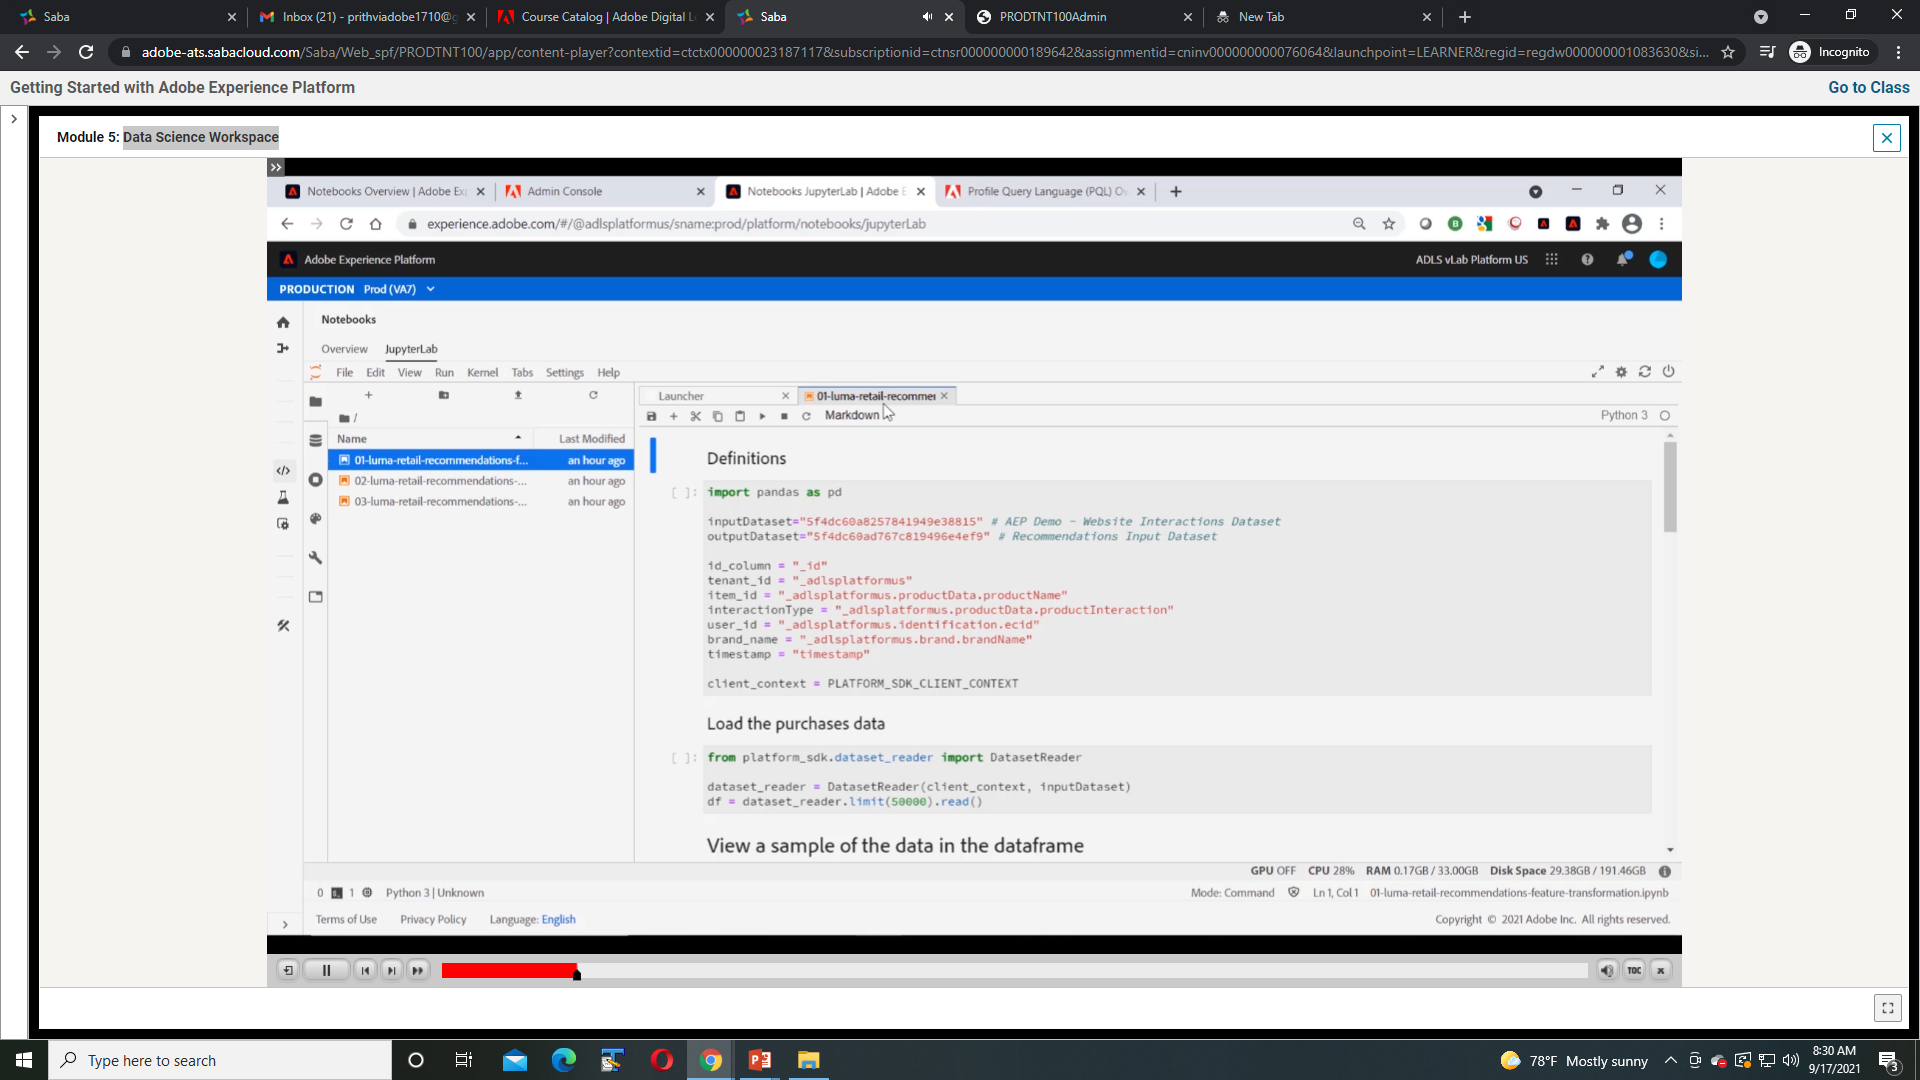 Saba
Inbox (21) - prithviadobe1710@g
Course Catalog | Adobe Digital L
Saba
PRODTNT100Admin
New Tab
adobe-ats.sabacloud.com/Saba/Web_spf/PRODTNT100/app/content-player?contextid=ctctx000000023187117&subscriptionid=ctnsr000000000189642&assignmentid=cninv000000000076064&launchpoint=LEARNER&regid=regdw000000001083630&si...
Incognito
Getting Started with Adobe Experience Platform
Go to Class
Module 5: Data Science Workspace
Notebooks Overview | Adobe Ex
Admin Console
Notebooks JupyterLab | Adobe E
Profile Query Language (PQL) Ov
experience.adobe.com/#/@adlsplatformus/sname:prod/platform/notebooks/jupyterLab
Adobe Experience Platform
ADLS vLab Platform US
PRODUCTION Prod (VA7)
Notebooks
Overview JupyterLab
File Edit View Run Kernel Tabs Settings Help
Launcher
01-luma-retail-recommer
Markdown
Python 3
/
Name Last Modified
01-luma-retail-recommendations-f... an hour ago
02-luma-retail-recommendations-... an hour ago
03-luma-retail-recommendations-... an hour ago
Definitions
[ ]: import pandas as pd
inputDataset="5f4dc60a8257841949e38815" # AEP Demo - Website Interactions Dataset
outputDataset="5f4dc60ad767c819496e4ef9" # Recommendations Input Dataset
id_column = "_id"
tenant_id = "_adlsplatformus"
item_id = "_adlsplatformus.productData.productName"
interactionType = "_adlsplatformus.productData.productInteraction"
user_id = "_adlsplatformus.identification.ecid"
brand_name = "_adlsplatformus.brand.brandName"
timestamp = "timestamp"
client_context = PLATFORM_SDK_CLIENT_CONTEXT
Load the purchases data
[ ]: from platform_sdk.dataset_reader import DatasetReader
dataset_reader = DatasetReader(client_context, inputDataset)
df = dataset_reader.limit(50000).read()
View a sample of the data in the dataframe
GPU OFF CPU 28% RAM 0.17GB / 33.00GB Disk Space 29.38GB / 191.46GB
0 1 Python 3 | Unknown
Mode: Command Ln 1, Col 1 01-luma-retail-recommendations-feature-transformation.ipynb
Terms of Use Privacy Policy Language: English
Copyright © 2021 Adobe Inc. All rights reserved.
TOC
Type here to search
78°F Mostly sunny
8:30 AM
9/17/2021
3